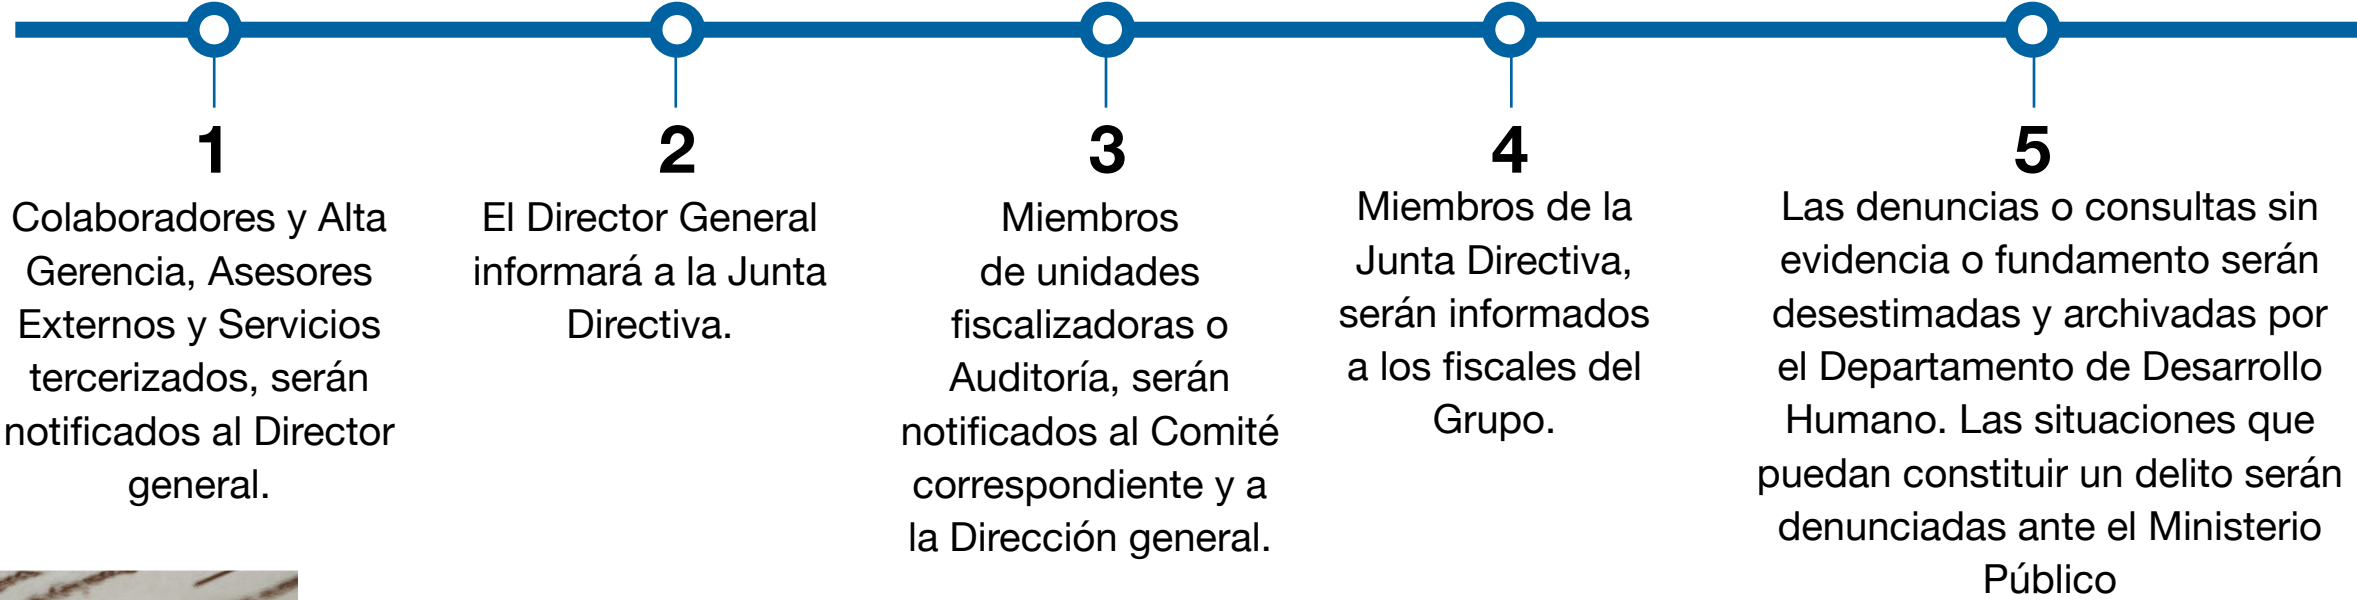 1
Colaboradores y Alta
Gerencia, Asesores
Externos y Servicios
tercerizados, serán
notificados al Director
general.
2
El Director General
informará a la Junta
Directiva.
3
Miembros
de unidades
fiscalizadoras o
Auditoría, serán
notificados al Comité
correspondiente y a
la Dirección general.
4
Miembros de la
Junta Directiva,
serán informados
a los fiscales del
Grupo.
5
Las denuncias o consultas sin
evidencia o fundamento serán
desestimadas y archivadas por
el Departamento de Desarrollo
Humano. Las situaciones que
puedan constituir un delito serán
denunciadas ante el Ministerio
Público